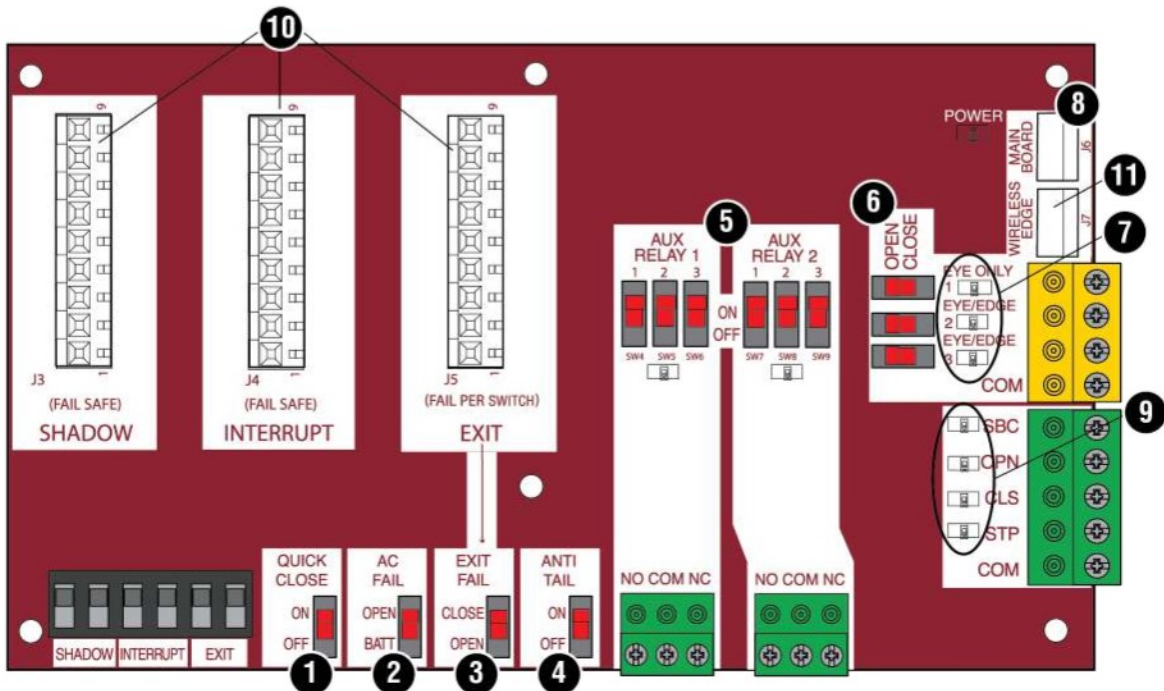 10
9
9
9
POWER
MAIN
BOARD
J6
8
WIRELESS
EDGE
J7
11
5
6
7
AUX
RELAY 1
AUX
RELAY 2
OPEN
CLOSE
EYE ONLY
1
EYE/EDGE
2
EYE/EDGE
3
COM
1 2 3
1 2 3
ON
OFF
SW4 SW5 SW6
SW7 SW8 SW9
J3
1
J4
1
J5
1
(FAIL SAFE)
SHADOW
(FAIL SAFE)
INTERRUPT
(FAIL PER SWITCH)
EXIT
9
SBC
OPN
CLS
STP
COM
QUICK
CLOSE
ON
OFF
AC
FAIL
OPEN
BATT
EXIT
FAIL
CLOSE
OPEN
ANTI
TAIL
ON
OFF
NO COM NC
NO COM NC
SHADOW INTERRUPT EXIT
1
2
3
4